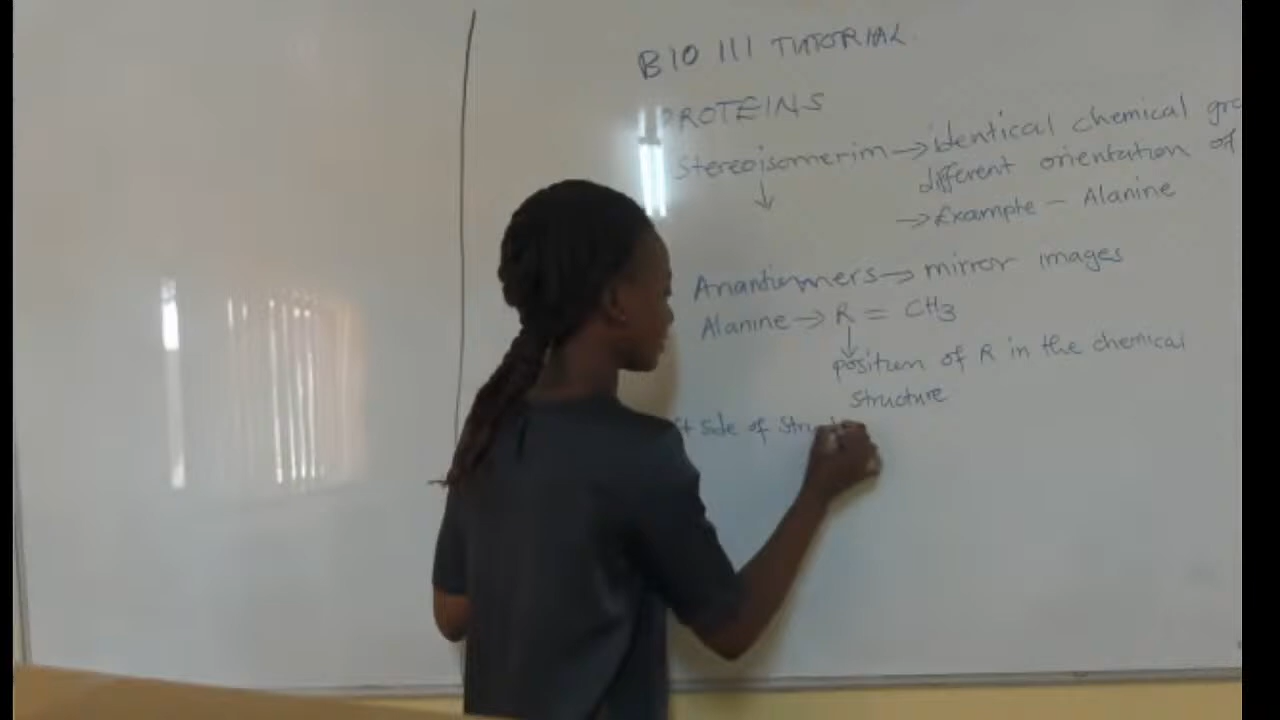 BIO 111 TUTORIAL
PROTEINS
Stereoisomerim → identical chemical
different orientation of
→ Example - Alanine
Anantiomners → mirror images
Alanine → R = CH3
position of R in the chemical
structure
side of